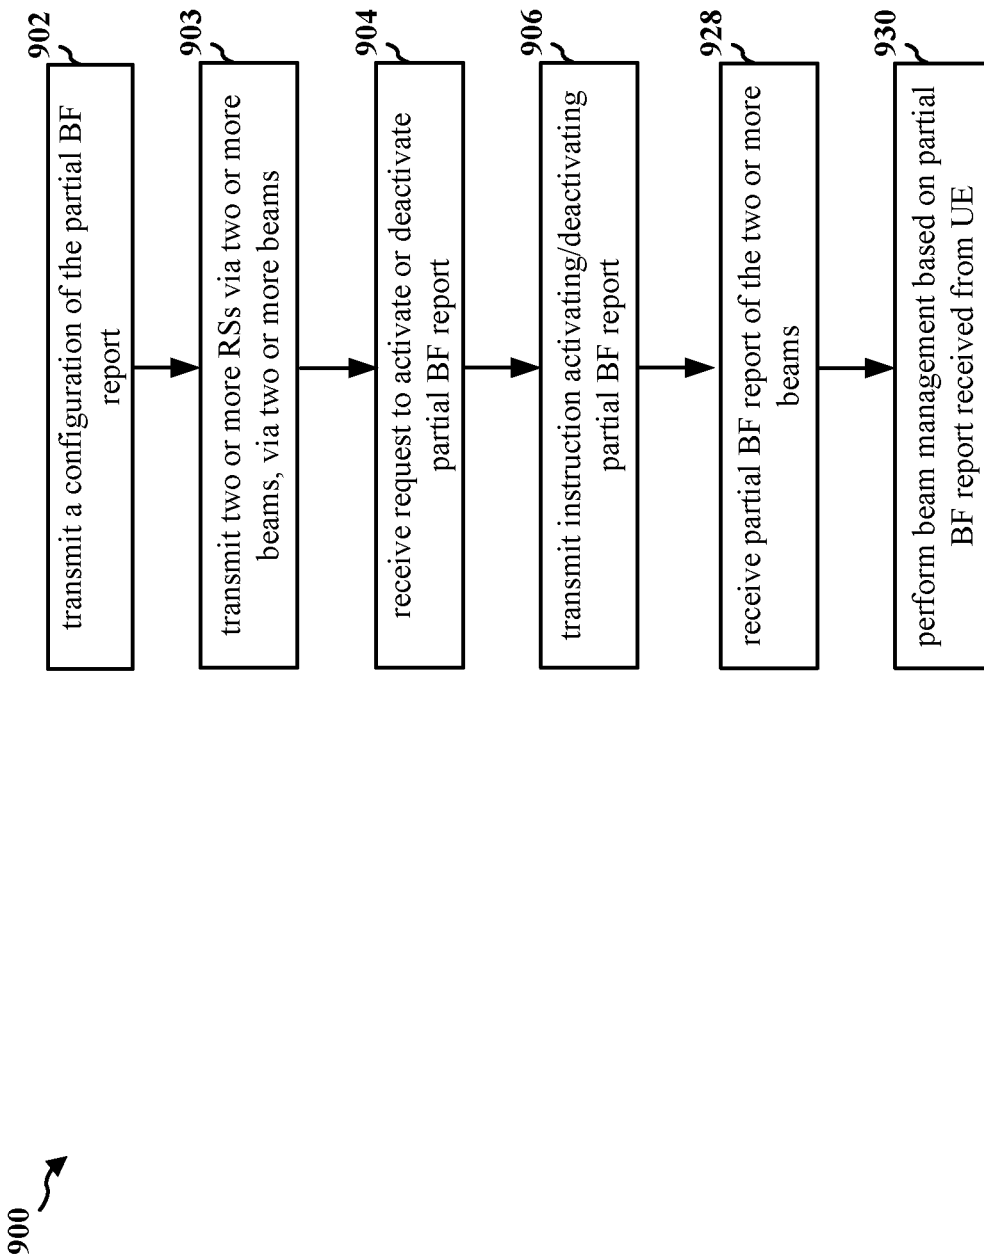 900
902
transmit a configuration of the partial BF
report
903
transmit two or more RSs via two or more
beams, via two or more beams
904
receive request to activate or deactivate
partial BF report
906
transmit instruction activating/deactivating
partial BF report
928
receive partial BF report of the two or more
beams
930
perform beam management based on partial
BF report received from UE